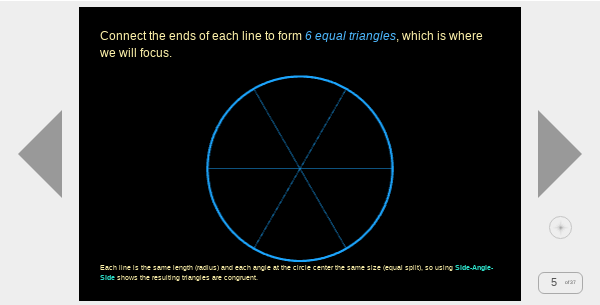 Connect the ends of each line to form 6 equal triangles, which is where
we will focus.
Each line is the same length (radius) and each angle at the circle center the same size (equal split), so using Side-Angle-
Side shows the resulting triangles are congruent.
5 of37